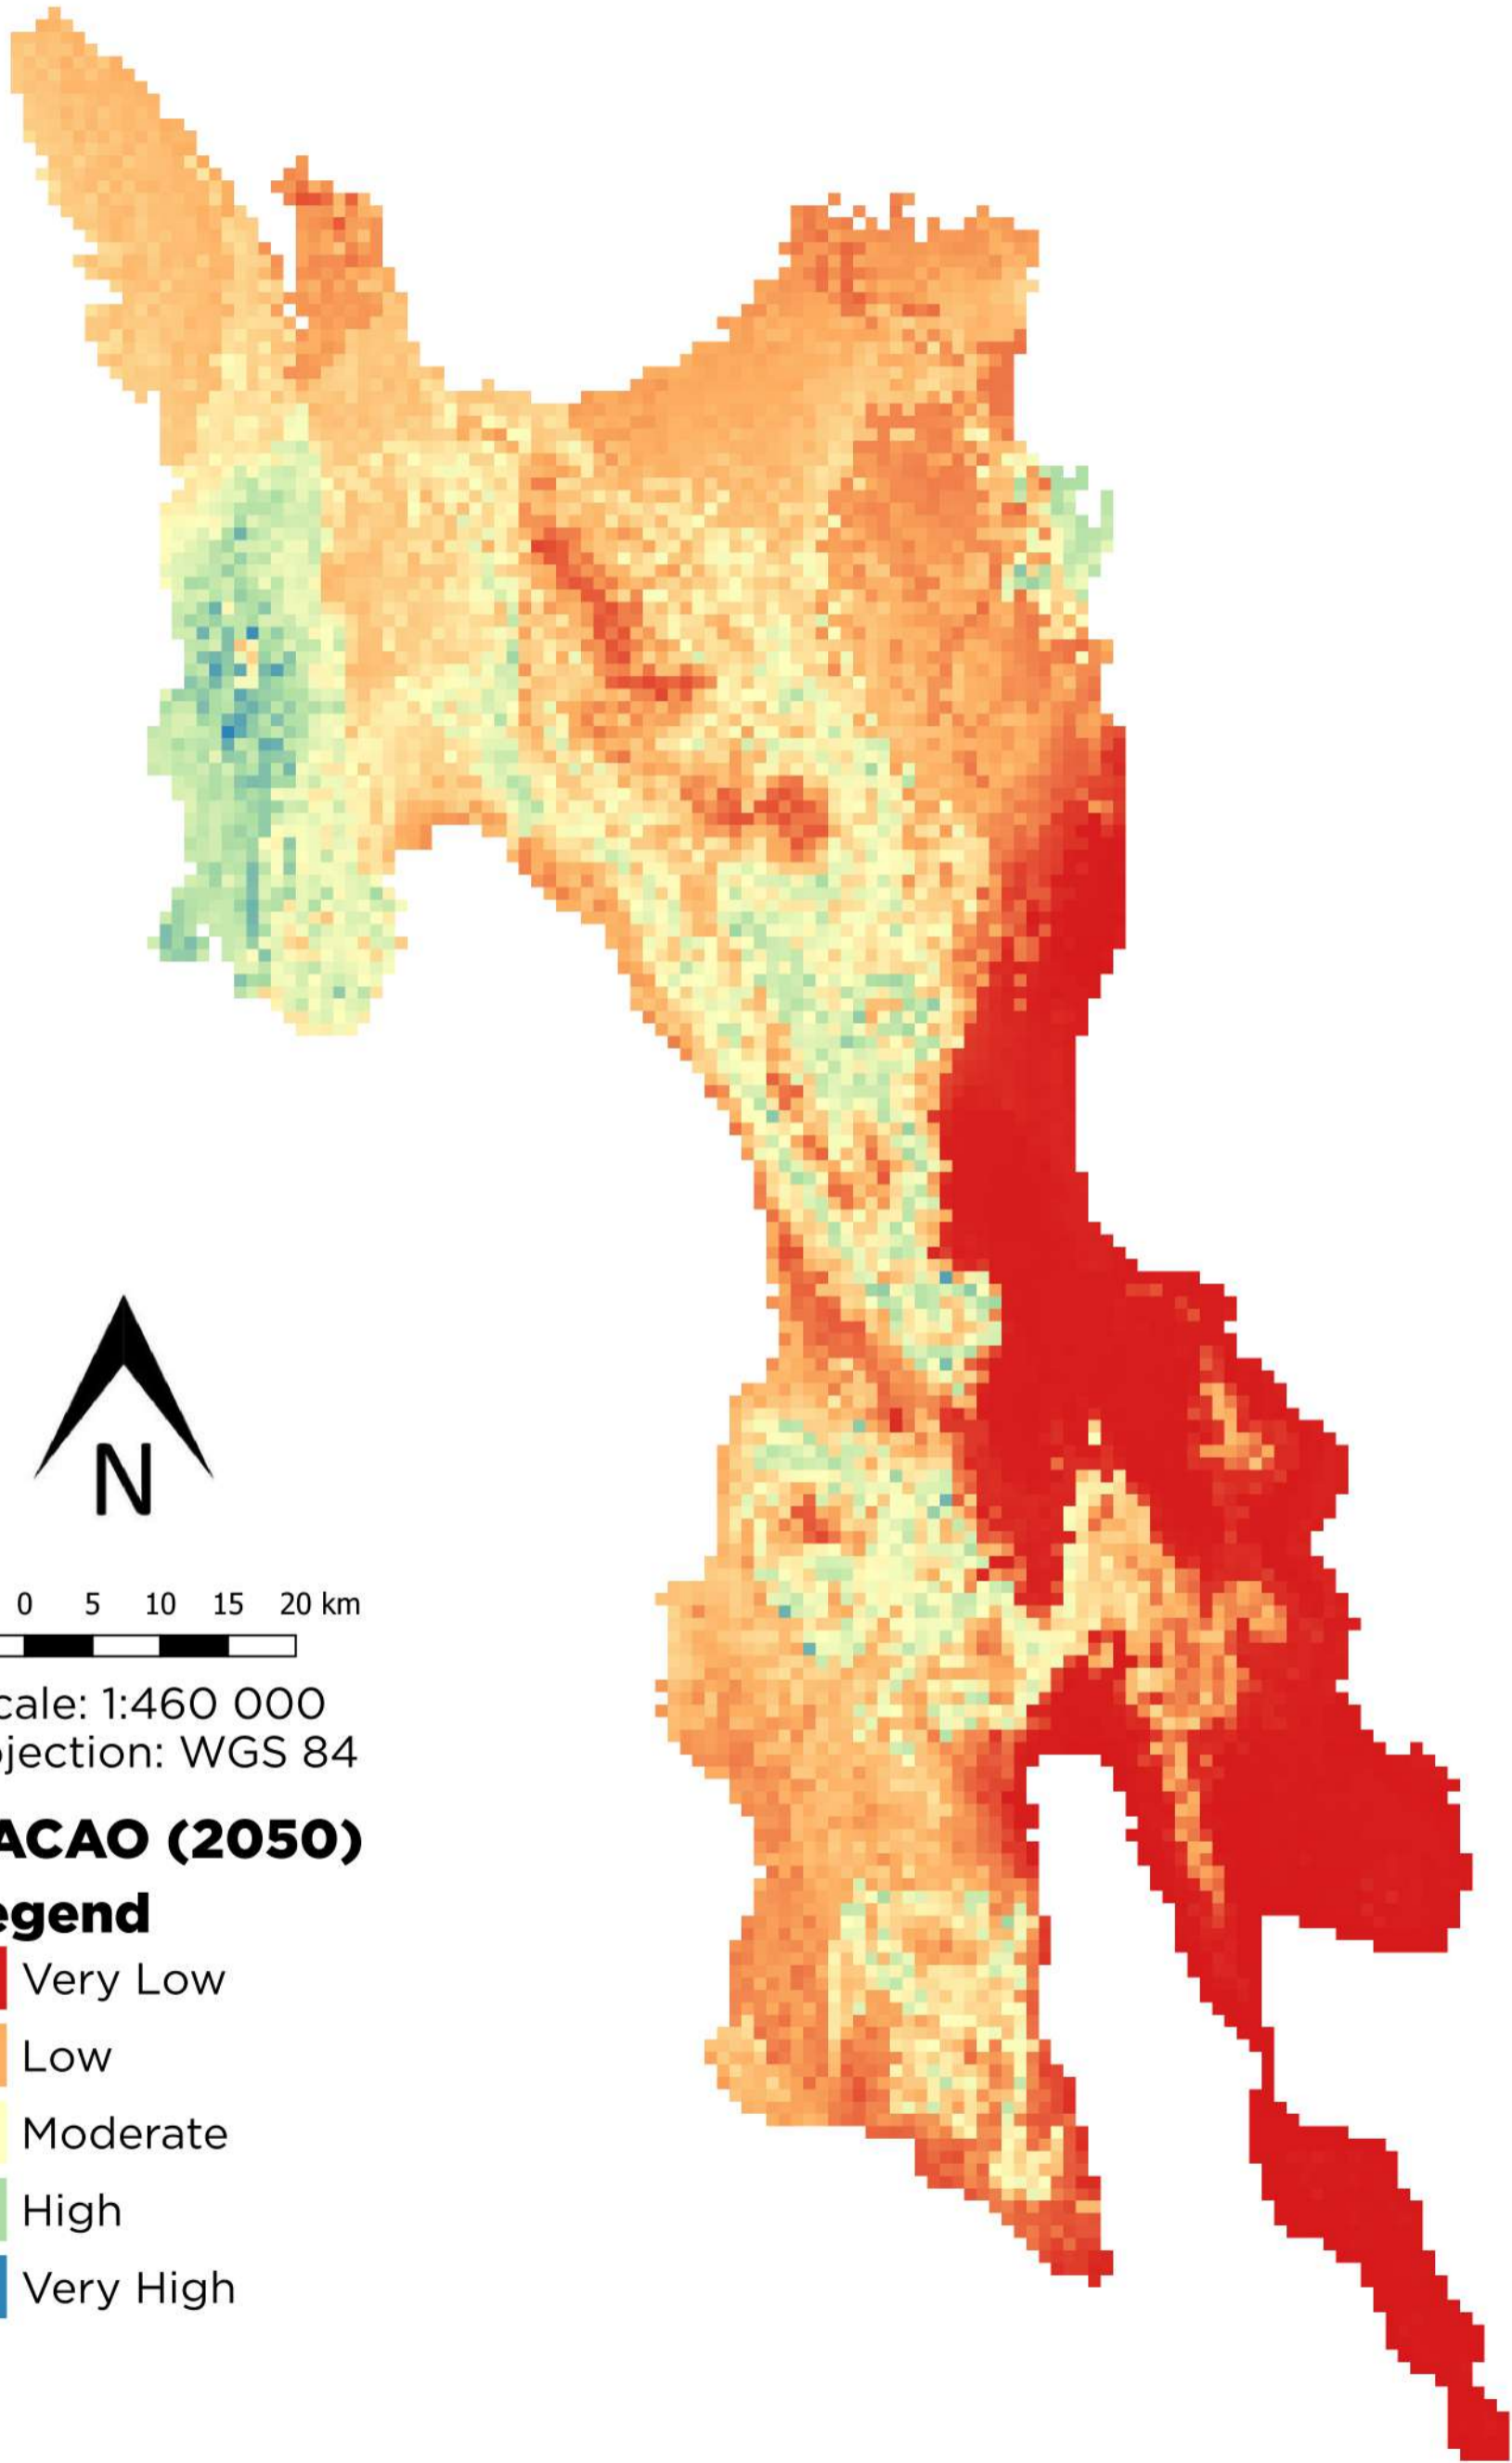 N
0 5 10 15 20 km
cale: 1:460 000
jection: WGS 84
ACAO (2050)
egend
Very Low
Low
Moderate
High
Very High